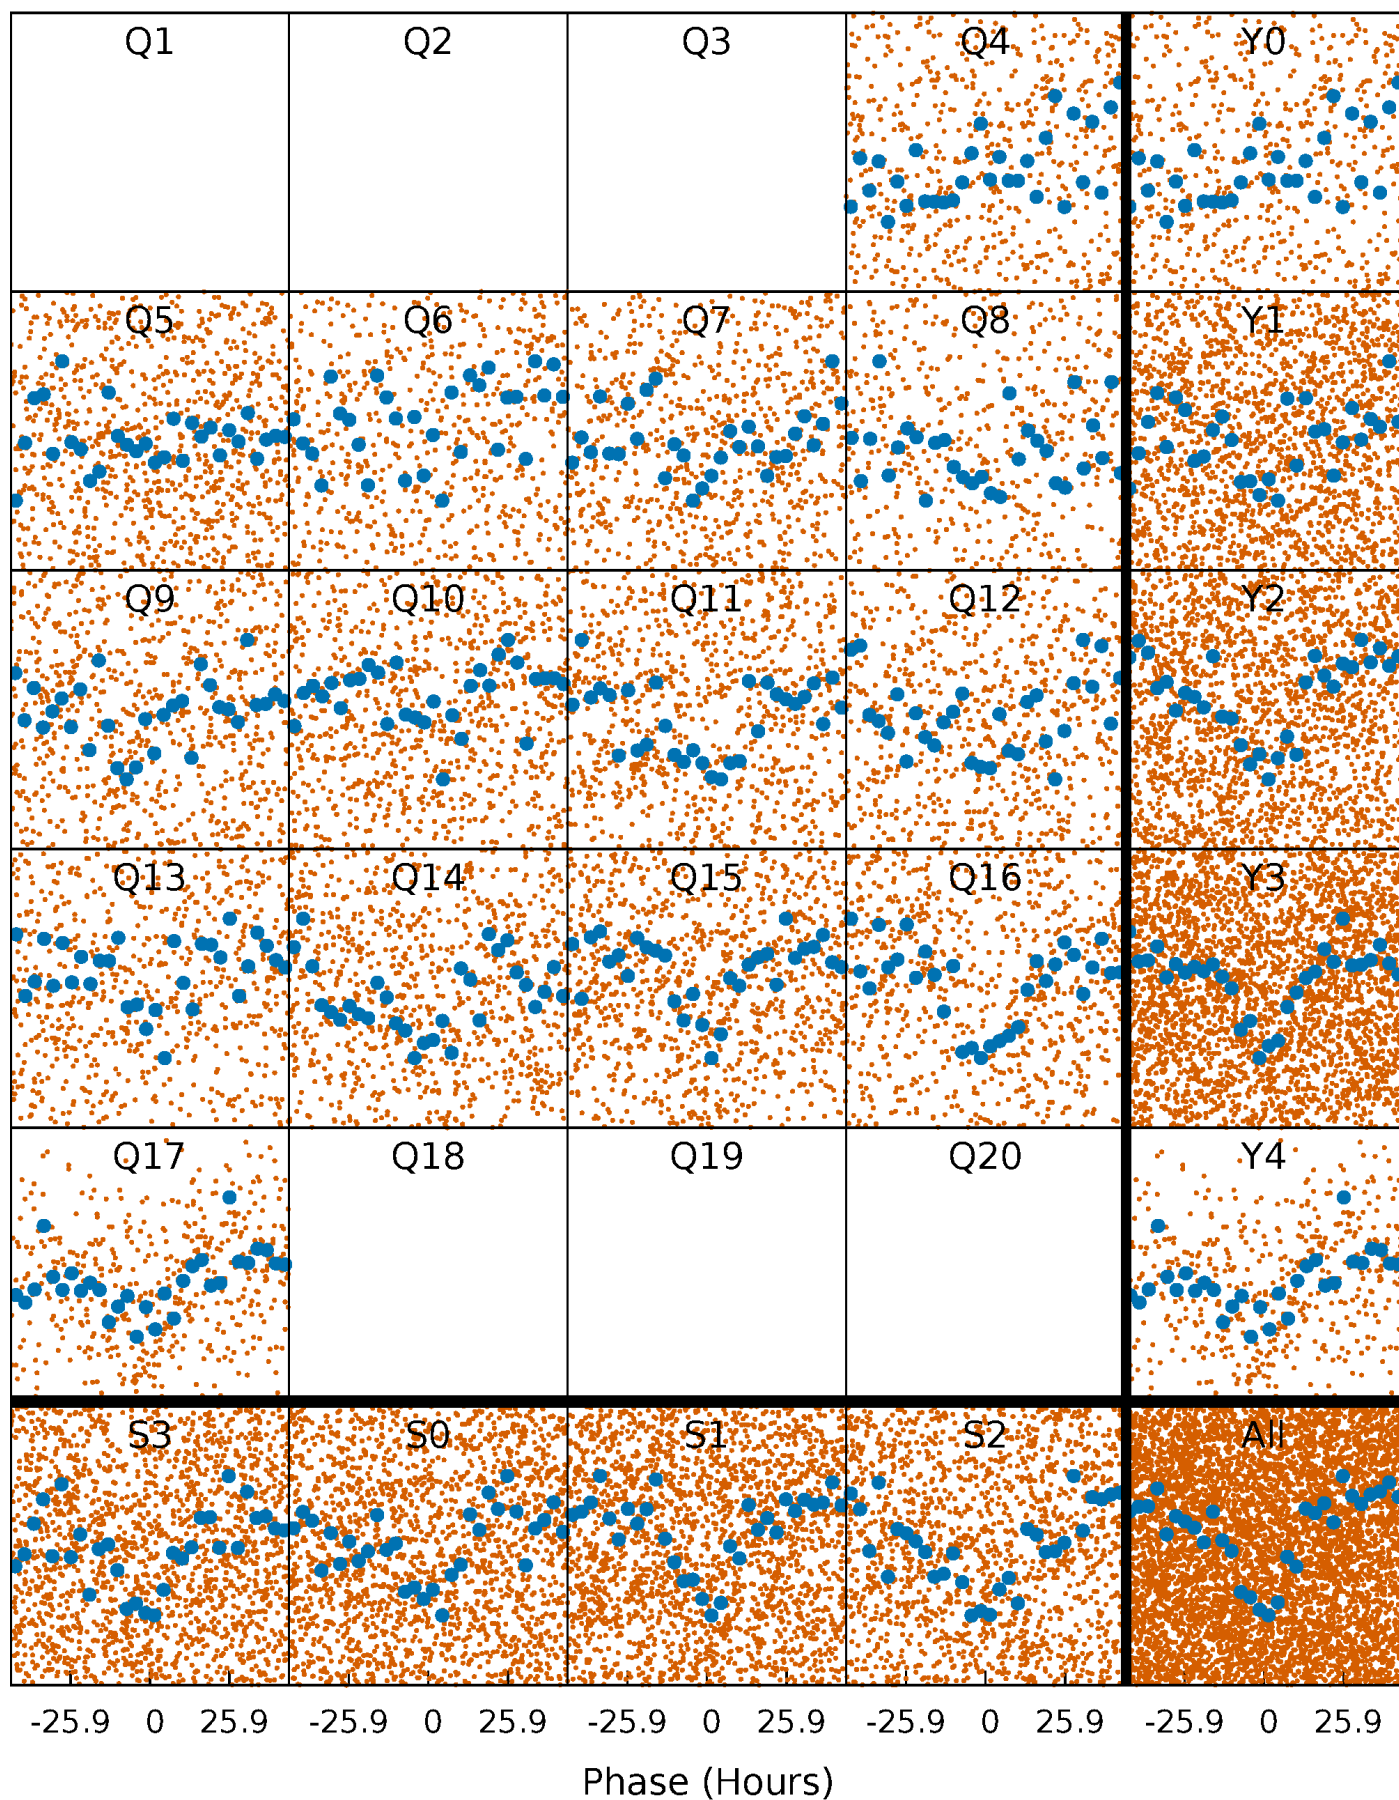 Q1 Q2 Q3 Q4 Y0
Q5 Q6 Q7 Q8 Y1
Q9 Q10 Q11 Q12 Y2
Q13 Q14 Q15 Q16 Y3
Q17 Q18 Q19 Q20 Y4
S3 S0 S1 S2 All
-25.9 0 25.9 -25.9 0 25.9 -25.9 0 25.9 -25.9 0 25.9 -25.9 0 25.9
Phase (Hours)